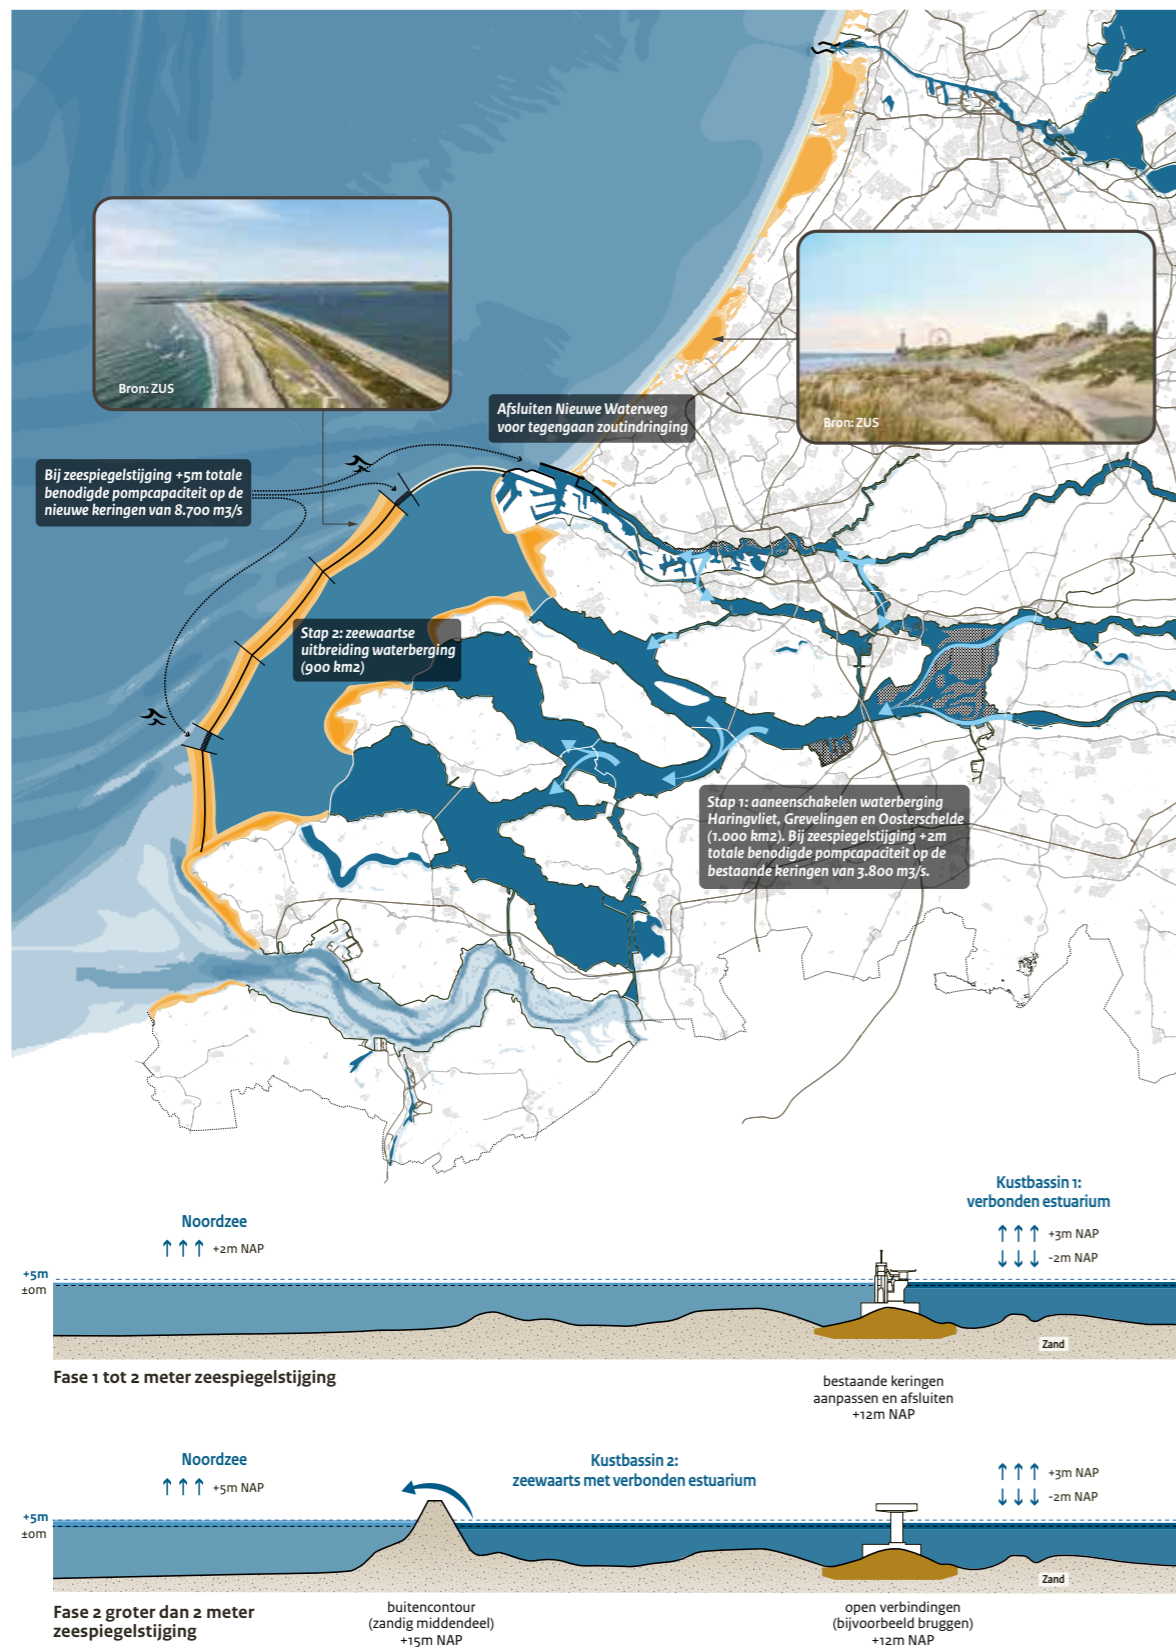 Bron: ZUS
Bron: ZUS
Afsluiten Nieuwe Waterweg
voor tegengaan zoutindringing
Bij zeespiegelstijging +5m totale
benodigde pompcapaciteit op de
nieuwe keringen van 8.700 m3/s
Stap 2: zeewaartse
uitbreiding waterberging
(900 km2)
Stap 1: aaneenschakelen waterberging
Haringvliet, Grevelingen en Oosterschelde
(1.000 km2). Bij zeespiegelstijging +2m
totale benodigde pompcapaciteit op de
bestaande keringen van 3.800 m3/s.
Kustbassin 1:
verbonden estuarium
Noordzee
+2m NAP
+3m NAP
-2m NAP
+5m
±0m
Zand
Fase 1 tot 2 meter zeespiegelstijging
bestaande keringen
aanpassen en afsluiten
+12m NAP
Noordzee
+5m NAP
Kustbassin 2:
zeewaarts met verbonden estuarium
+3m NAP
-2m NAP
+5m
±0m
Zand
Fase 2 groter dan 2 meter
zeespiegelstijging
buitencontour
(zandig middendeel)
+15m NAP
open verbindingen
(bijvoorbeeld bruggen)
+12m NAP